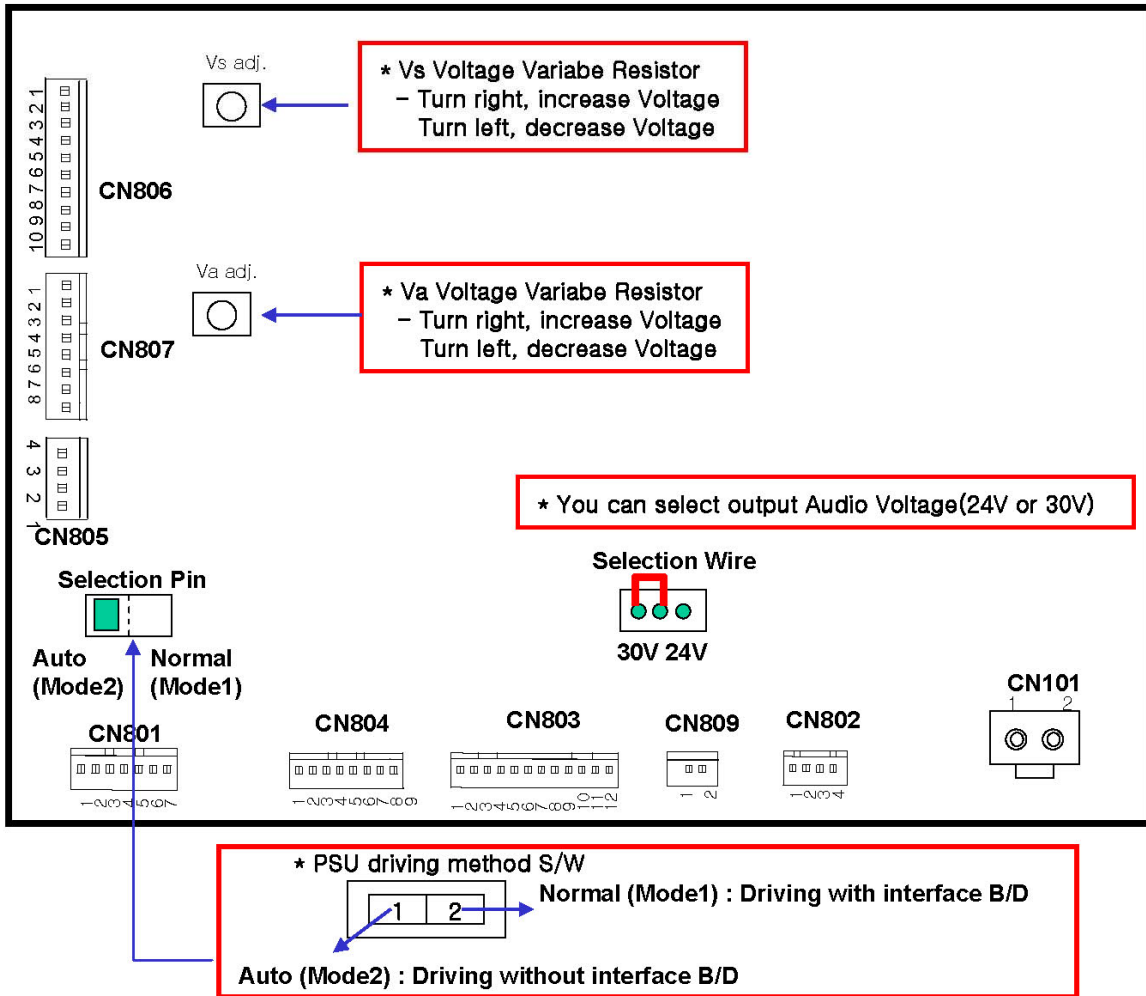 Vs adj.
* Vs Voltage Variabe Resistor
- Turn right, increase Voltage
Turn left, decrease Voltage
1 2 3 4 5 6 7 8 9 10
CN806
Va adj.
* Va Voltage Variabe Resistor
- Turn right, increase Voltage
Turn left, decrease Voltage
1 2 3 4 5 6 7 8
CN807
4 3 2 1
CN805
* You can select output Audio Voltage(24V or 30V)
Selection Wire
30V 24V
Selection Pin
Auto
(Mode2)
Normal
(Mode1)
CN801
1 2 3 4 5 6 7
CN804
1 2 3 4 5 6 7 8 9
CN803
1 2 3 4 5 6 7 8 9 10 11 12
CN809
1 2
CN802
1 2 3 4
CN101
1 2
* PSU driving method S/W
1 2
Normal (Mode1) : Driving with interface B/D
Auto (Mode2) : Driving without interface B/D